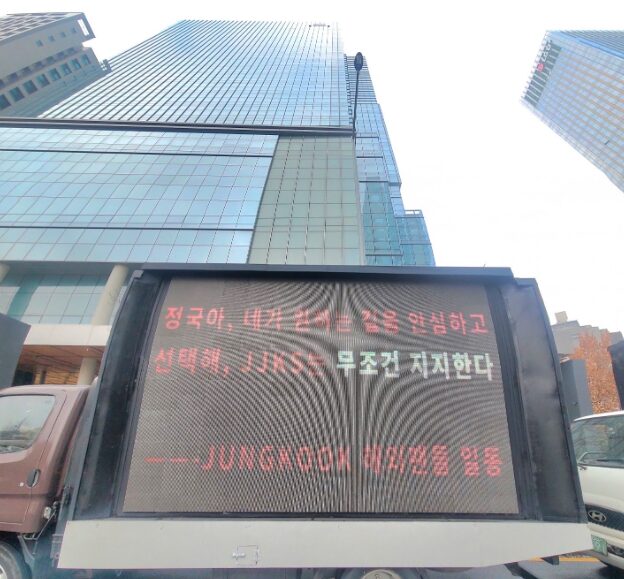 정국아, 네가 원하는 길을 안심하고
선택해, JJKS는 무조건 지지한다
———JUNGKOOK 해외팬들 일동